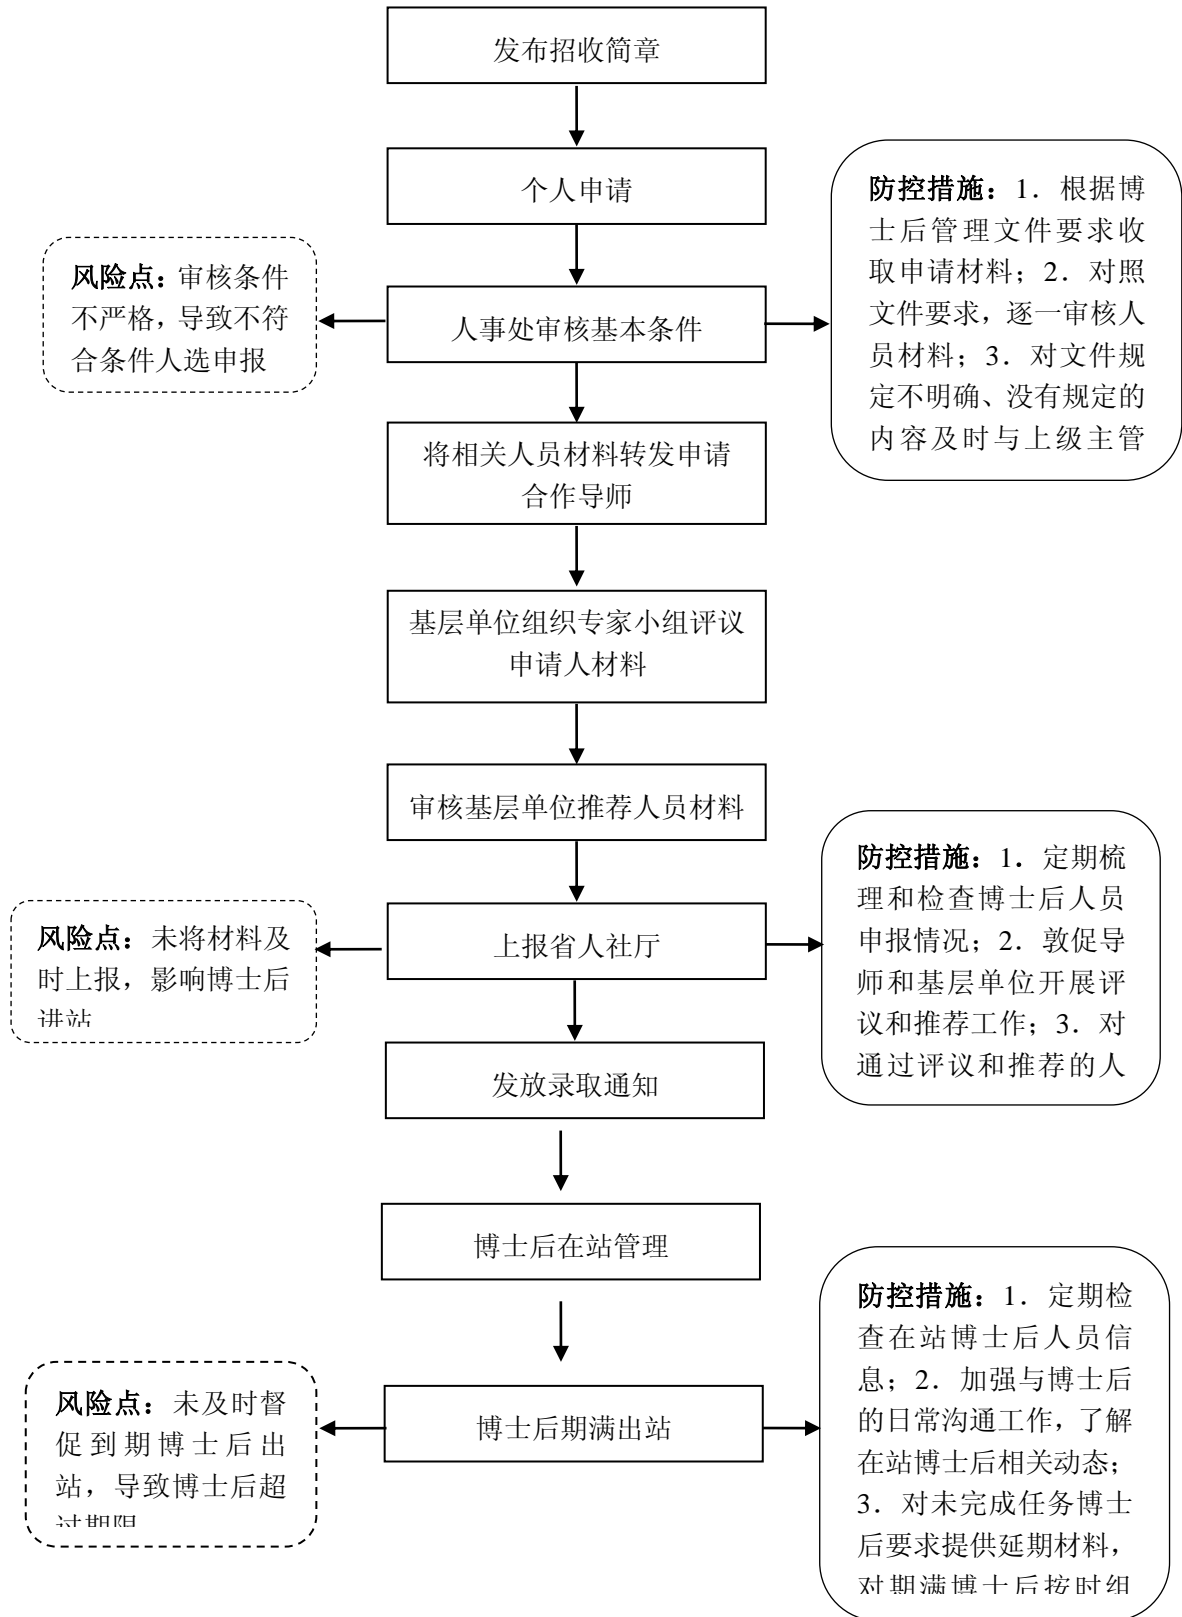 发布招收简章
个人申请
防控措施：1．根据博
士后管理文件要求收
取申请材料；2．对照
文件要求，逐一审核人
员材料；3．对文件规
定不明确、没有规定的
内容及时与上级主管
风险点：审核条件
不严格，导致不符
合条件人选申报
人事处审核基本条件
将相关人员材料转发申请
合作导师
基层单位组织专家小组评议
申请人材料
审核基层单位推荐人员材料
防控措施：1．定期梳
理和检查博士后人员
申报情况；2．敦促导
师和基层单位开展评
议和推荐工作；3．对
通过评议和推荐的人
风险点：未将材料及
时上报，影响博士后
进站
上报省人社厅
发放录取通知
博士后在站管理
防控措施：1．定期检
查在站博士后人员信
息；2．加强与博士后
的日常沟通工作，了解
在站博士后相关动态；
3．对未完成任务博士
后要求提供延期材料，
对期满博士后按时组
风险点：未及时督
促到期博士后出
站，导致博士后超
过期限
博士后期满出站